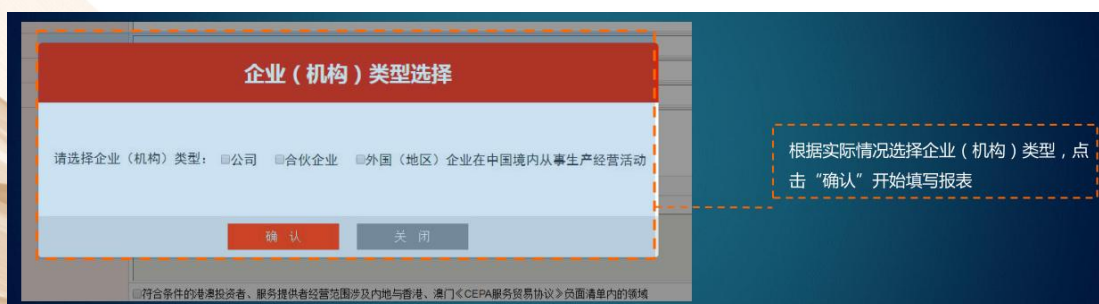 企业（机构）类型选择
请选择企业（机构）类型： 公司 合伙企业 外国（地区）企业在中国境内从事生产经营活动
确 认 关 闭
根据实际情况选择企业（机构）类型，点
击“确认”开始填写报表
符合条件的港澳投资者、服务提供者经营范围涉及内地与香港、澳门《CEPA服务贸易协议》负面清单内的领域